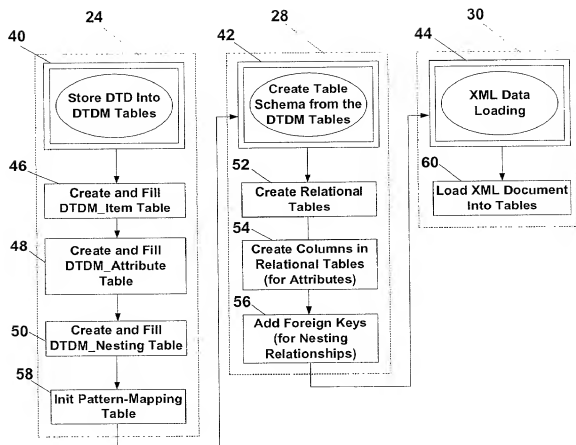 24
40
Store DTD Into
DTDM Tables
46
Create and Fill
DTDM_Item Table
48
Create and Fill
DTDM_Attribute
Table
50
Create and Fill
DTDM_Nesting Table
58
Init Pattern-Mapping
Table
28
42
Create Table
Schema from the
DTDM Tables
52
Create Relational
Tables
54
Create Columns in
Relational Tables
(for Attributes)
56
Add Foreign Keys
(for Nesting
Relationships)
30
44
XML Data
Loading
60
Load XML Document
Into Tables